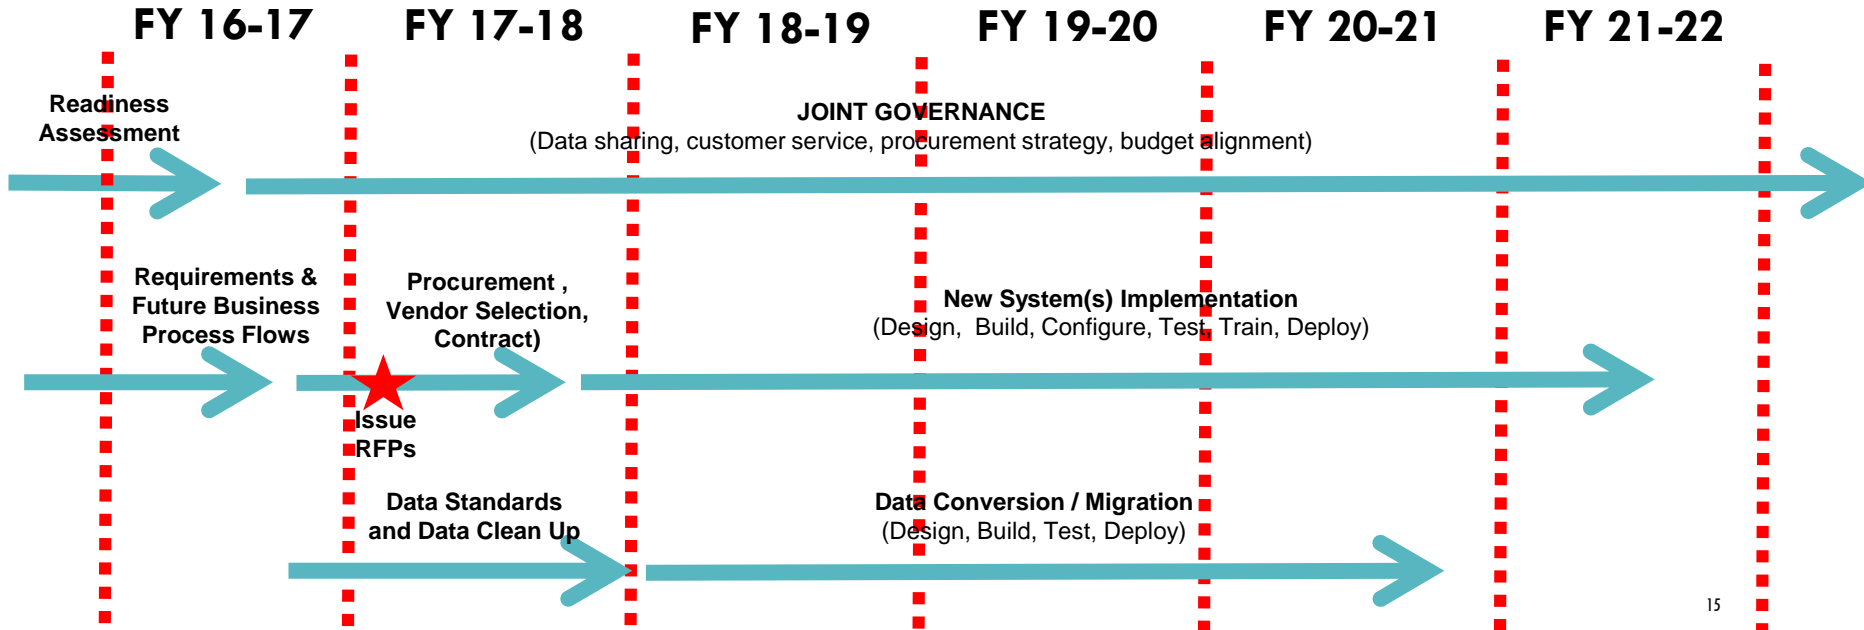 FY 16-17 FY 17-18 FY 18-19 FY 19-20 FY 20-21 FY 21-22
Readiness
Assessment
JOINT GOVERNANCE
(Data sharing, customer service, procurement strategy, budget alignment)
Requirements &
Future Business
Process Flows
Procurement ,
Vendor Selection,
Contract)
New System(s) Implementation
(Design, Build, Configure, Test, Train, Deploy)
Issue
RFPs
Data Standards
and Data Clean Up
Data Conversion / Migration
(Design, Build, Test, Deploy)
15